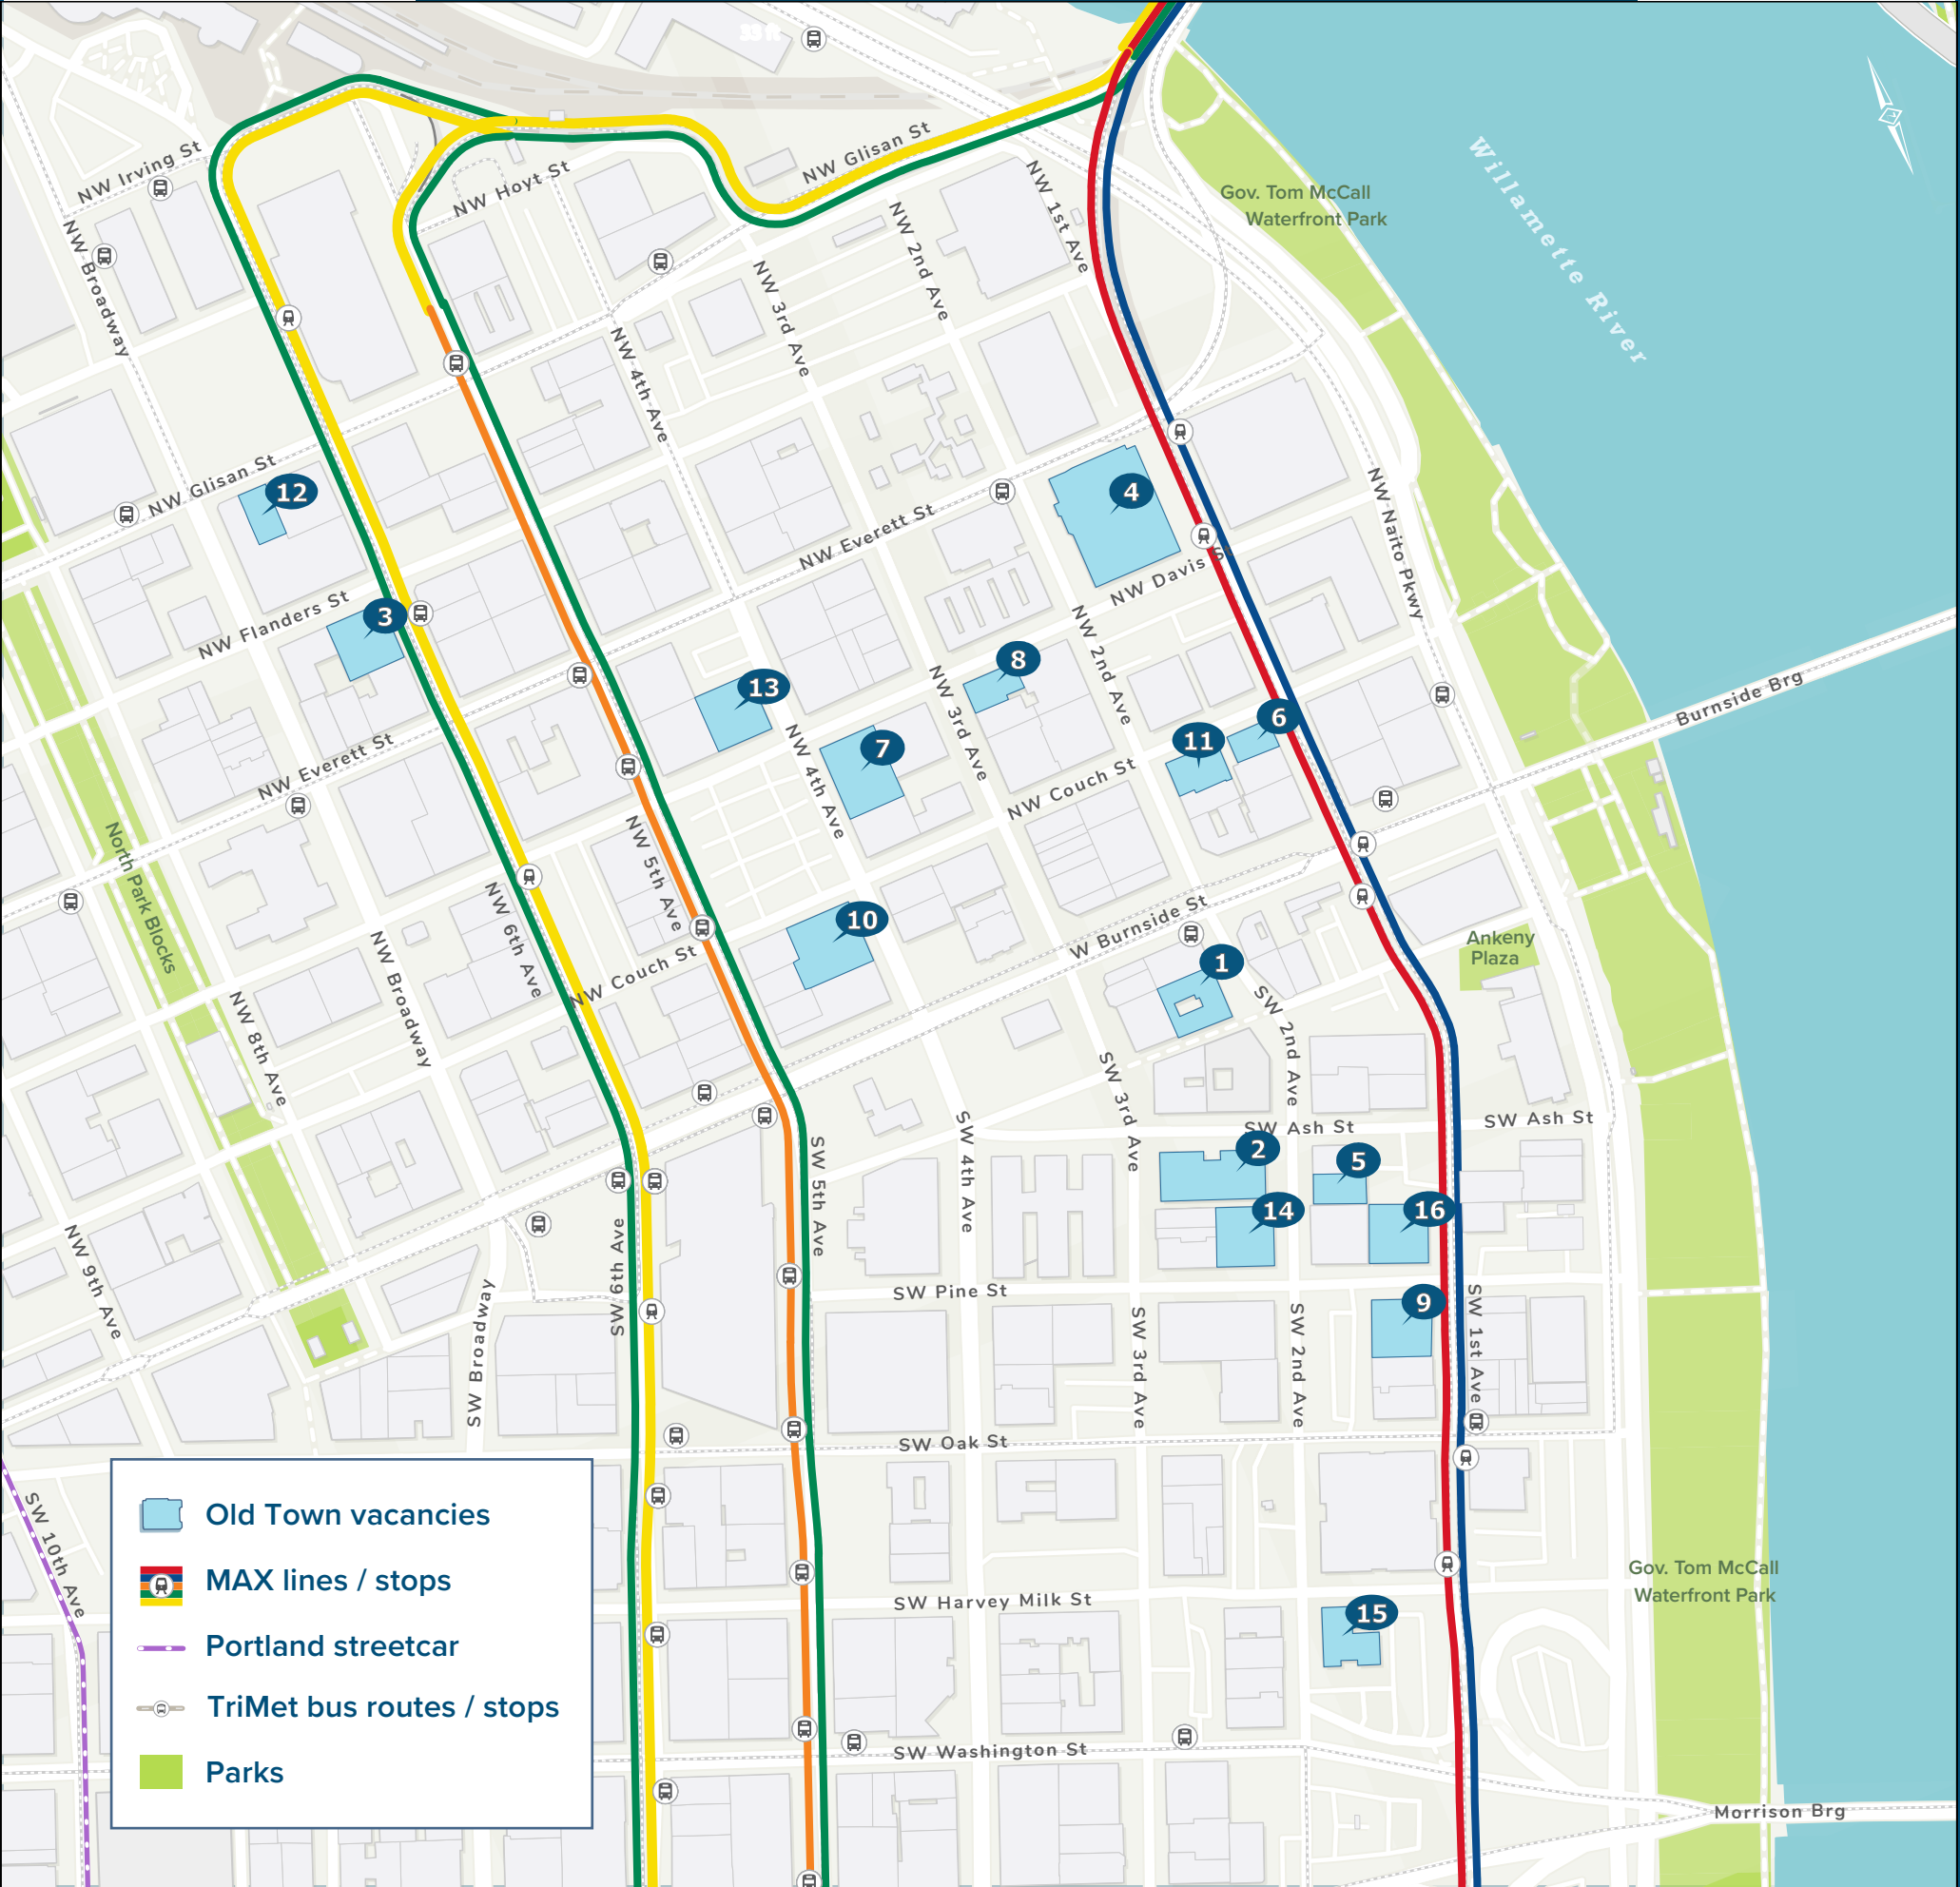 33 ft
NW Irving St
NW Hoyt St
NW Glisan St
NW 1st Ave
Gov. Tom McCall
Waterfront Park
Willamette River
NW Broadway
NW 2nd Ave
NW 3rd Ave
NW 4th Ave
NW Glisan St
12
4
NW Everett St
NW Naito Pkwy
NW Davis St
NW Flanders St
3
NW 2nd Ave
8
13
NW 3rd Ave
6
11
7
Burnside Brg
NW Everett St
NW 4th Ave
NW Couch St
North Park Blocks
NW 5th Ave
NW 6th Ave
10
W Burnside St
Ankeny
Plaza
NW Broadway
NW Couch St
1
NW 8th Ave
SW 2nd Ave
SW 3rd Ave
SW 4th Ave
SW 5th Ave
SW Ash St
SW Ash St
2
5
14
16
NW 9th Ave
SW 6th Ave
SW Broadway
SW Pine St
9
SW 3rd Ave
SW 2nd Ave
SW 1st Ave
SW Oak St
SW 10th Ave
Old Town vacancies
MAX lines / stops
Portland streetcar
TriMet bus routes / stops
Parks
SW Harvey Milk St
15
Gov. Tom McCall
Waterfront Park
SW Washington St
Morrison Brg